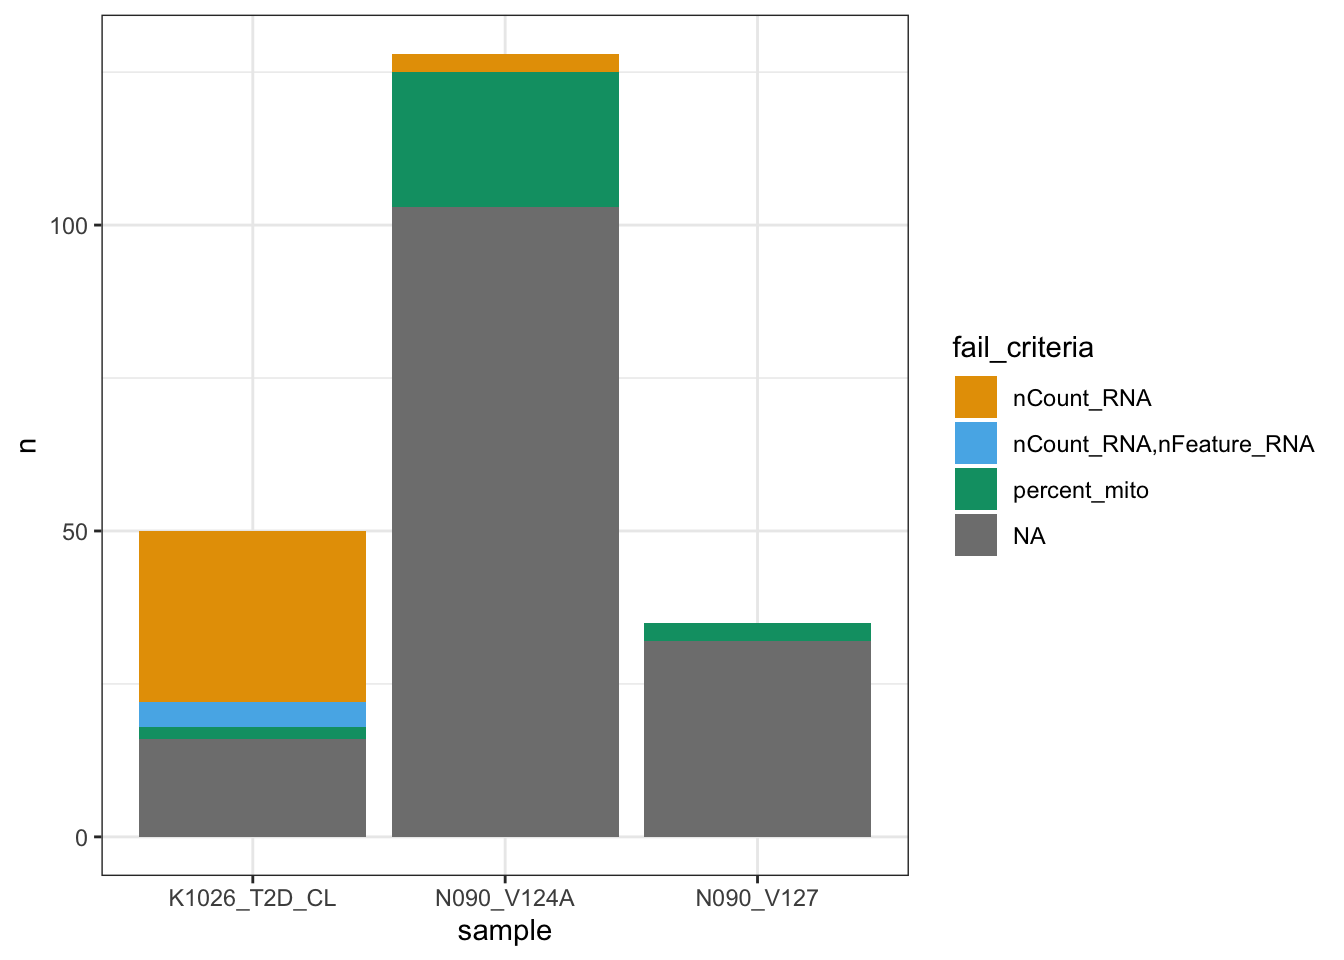 n
100
50
0
K1026_T2D_CL
N090_V124A
N090_V127
sample
fail_criteria
nCount_RNA
nCount_RNA,nFeature_RNA
percent_mito
NA